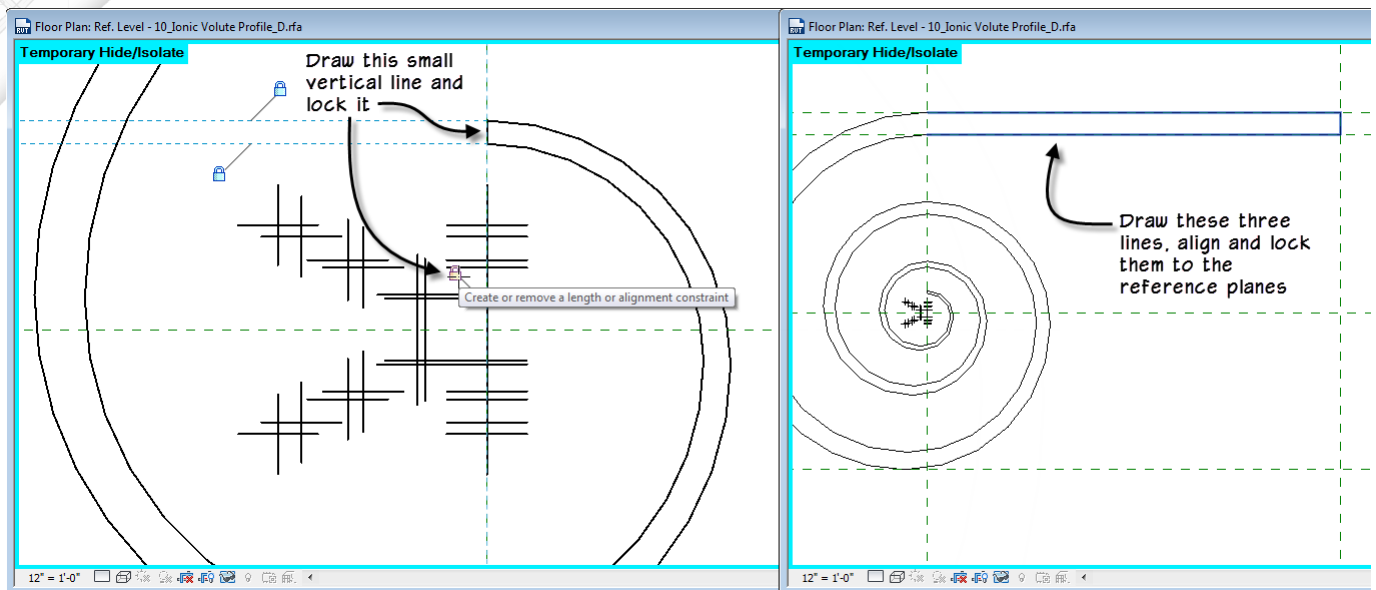 Floor Plan: Ref. Level - 10_Ionic Volute Profile_D.rfa
Temporary Hide/Isolate
Draw this small
vertical line and
lock it
Create or remove a length or alignment constraint
12" = 1'-0"
Floor Plan: Ref. Level - 10_Ionic Volute Profile_D.rfa
Temporary Hide/Isolate
Draw these three
lines, align and lock
them to the
reference planes
12" = 1'-0"